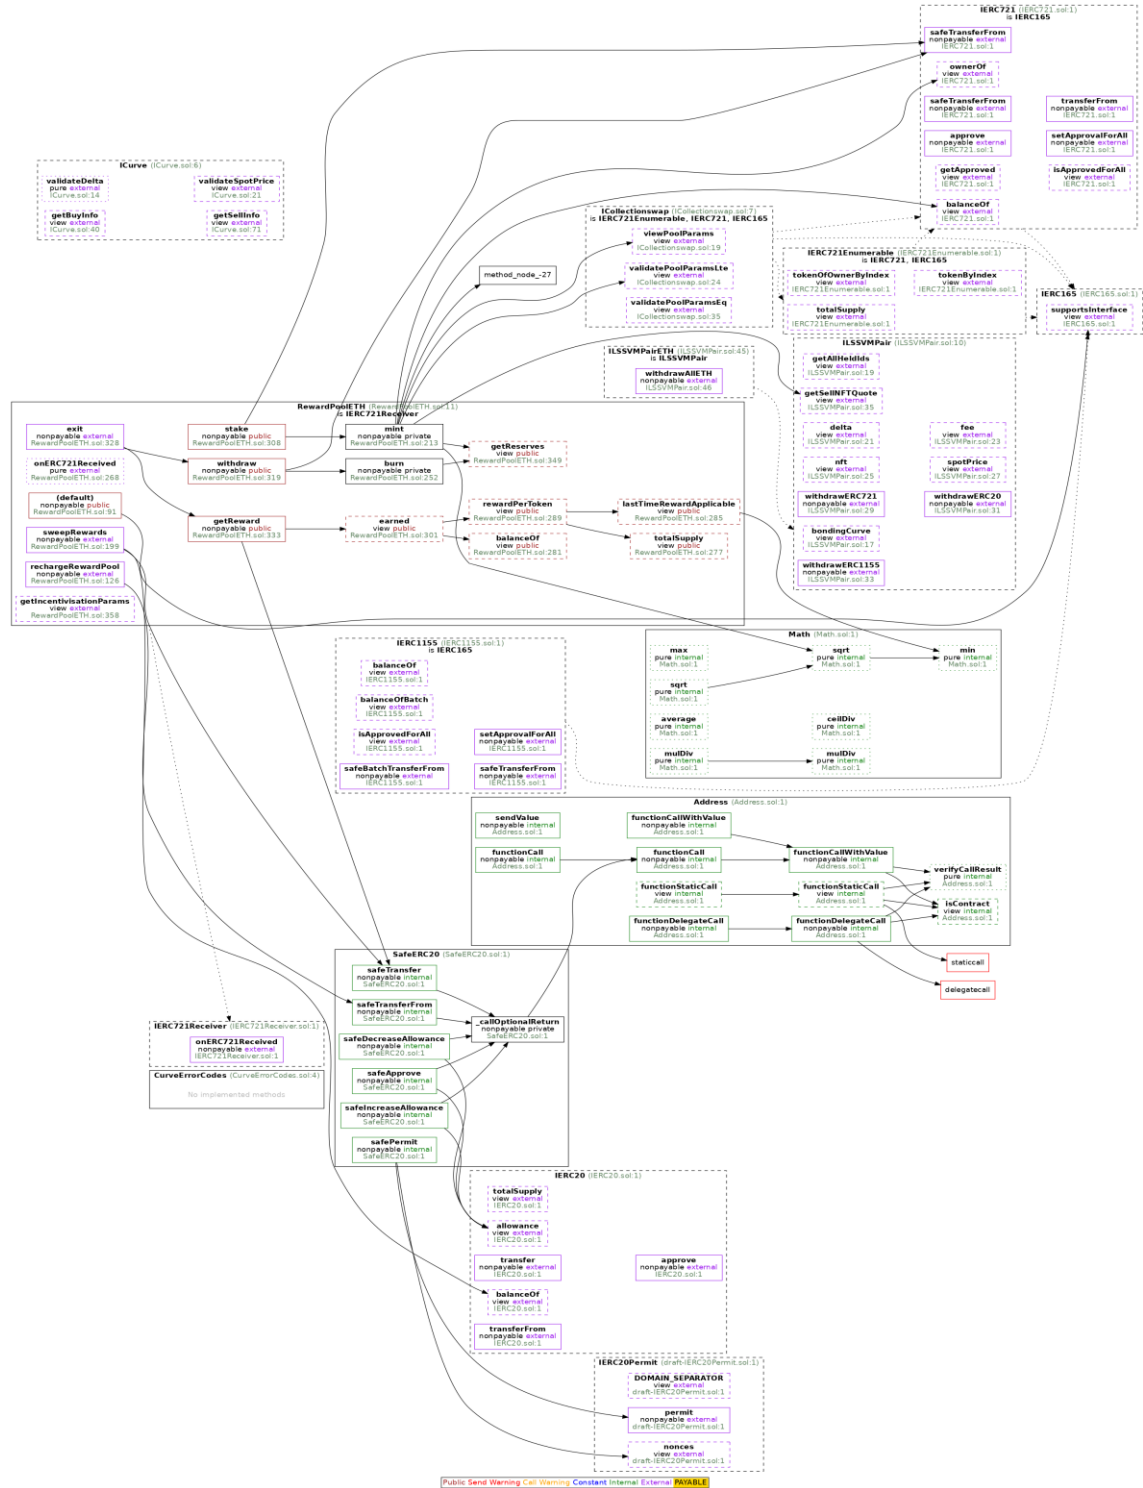 IERC721 (IERC721.sol:1)
is IERC165
safeTransferFrom
nonpayable external
IERC721.sol:1
ownerOf
view external
IERC721.sol:1
safeTransferFrom
nonpayable external
IERC721.sol:1
transferFrom
nonpayable external
IERC721.sol:1
approve
nonpayable external
IERC721.sol:1
setApprovalForAll
nonpayable external
IERC721.sol:1
getApproved
view external
IERC721.sol:1
isApprovedForAll
view external
IERC721.sol:1
balanceOf
view external
IERC721.sol:1
ICurve (ICurve.sol:6)
validateDelta
pure external
ICurve.sol:14
validateSpotPrice
view external
ICurve.sol:21
getBuyInfo
view external
ICurve.sol:40
getSellInfo
view external
ICurve.sol:71
ICollectionswap (ICollectionswap.sol:7)
is IERC721Enumerable, IERC721, IERC165
viewPoolParams
view external
ICollectionswap.sol:19
validatePoolParamsLte
view external
ICollectionswap.sol:24
validatePoolParamsEq
view external
ICollectionswap.sol:35
method_node_-27
IERC721Enumerable (IERC721Enumerable.sol:1)
is IERC721, IERC165
tokenOfOwnerByIndex
view external
IERC721Enumerable.sol:1
tokenByIndex
view external
IERC721Enumerable.sol:1
totalSupply
view external
IERC721Enumerable.sol:1
IERC165 (IERC165.sol:1)
supportsInterface
view external
IERC165.sol:1
ILSSVMPairETH (ILSSVMPair.sol:45)
is ILSSVMPair
withdrawAllETH
nonpayable external
ILSSVMPair.sol:46
ILSSVMPair (ILSSVMPair.sol:10)
getAllHeldIds
view external
ILSSVMPair.sol:19
getSellNFTQuote
view external
ILSSVMPair.sol:35
delta
view external
ILSSVMPair.sol:21
fee
view external
ILSSVMPair.sol:23
nft
view external
ILSSVMPair.sol:25
spotPrice
view external
ILSSVMPair.sol:27
withdrawERC721
nonpayable external
ILSSVMPair.sol:29
withdrawERC20
nonpayable external
ILSSVMPair.sol:31
bondingCurve
view external
ILSSVMPair.sol:17
withdrawERC1155
nonpayable external
ILSSVMPair.sol:33
RewardPoolETH (RewardPoolETH.sol:11)
is IERC721Receiver
exit
nonpayable external
RewardPoolETH.sol:328
stake
nonpayable public
RewardPoolETH.sol:308
mint
nonpayable private
RewardPoolETH.sol:213
getReserves
view public
RewardPoolETH.sol:349
onERC721Received
pure external
RewardPoolETH.sol:268
withdraw
nonpayable public
RewardPoolETH.sol:319
burn
nonpayable private
RewardPoolETH.sol:252
(default)
nonpayable public
RewardPoolETH.sol:91
getReward
nonpayable public
RewardPoolETH.sol:333
earned
view public
RewardPoolETH.sol:301
rewardPerToken
view public
RewardPoolETH.sol:289
lastTimeRewardApplicable
view public
RewardPoolETH.sol:285
sweepRewards
nonpayable external
RewardPoolETH.sol:199
balanceOf
view public
RewardPoolETH.sol:281
totalSupply
view public
RewardPoolETH.sol:277
rechargeRewardPool
nonpayable external
RewardPoolETH.sol:126
getIncentivisationParams
view external
RewardPoolETH.sol:358
IERC1155 (IERC1155.sol:1)
is IERC165
balanceOf
view external
IERC1155.sol:1
balanceOfBatch
view external
IERC1155.sol:1
isApprovedForAll
view external
IERC1155.sol:1
setApprovalForAll
nonpayable external
IERC1155.sol:1
safeBatchTransferFrom
nonpayable external
IERC1155.sol:1
safeTransferFrom
nonpayable external
IERC1155.sol:1
Math (Math.sol:1)
max
pure internal
Math.sol:1
sqrt
pure internal
Math.sol:1
min
pure internal
Math.sol:1
sqrt
pure internal
Math.sol:1
average
pure internal
Math.sol:1
ceilDiv
pure internal
Math.sol:1
mulDiv
pure internal
Math.sol:1
mulDiv
pure internal
Math.sol:1
Address (Address.sol:1)
sendValue
nonpayable internal
Address.sol:1
functionCallWithValue
nonpayable internal
Address.sol:1
functionCall
nonpayable internal
Address.sol:1
functionCall
nonpayable internal
Address.sol:1
functionCallWithValue
nonpayable internal
Address.sol:1
verifyCallResult
pure internal
Address.sol:1
functionStaticCall
view internal
Address.sol:1
functionStaticCall
view internal
Address.sol:1
isContract
view internal
Address.sol:1
functionDelegateCall
nonpayable internal
Address.sol:1
functionDelegateCall
nonpayable internal
Address.sol:1
staticcall
delegatecall
SafeERC20 (SafeERC20.sol:1)
safeTransfer
nonpayable internal
SafeERC20.sol:1
safeTransferFrom
nonpayable internal
SafeERC20.sol:1
_callOptionalReturn
nonpayable private
SafeERC20.sol:1
safeDecreaseAllowance
nonpayable internal
SafeERC20.sol:1
safeApprove
nonpayable internal
SafeERC20.sol:1
safeIncreaseAllowance
nonpayable internal
SafeERC20.sol:1
safePermit
nonpayable internal
SafeERC20.sol:1
IERC721Receiver (IERC721Receiver.sol:1)
onERC721Received
nonpayable external
IERC721Receiver.sol:1
CurveErrorCodes (CurveErrorCodes.sol:4)
No implemented methods
IERC20 (IERC20.sol:1)
totalSupply
view external
IERC20.sol:1
allowance
view external
IERC20.sol:1
transfer
nonpayable external
IERC20.sol:1
approve
nonpayable external
IERC20.sol:1
balanceOf
view external
IERC20.sol:1
transferFrom
nonpayable external
IERC20.sol:1
IERC20Permit (draft-IERC20Permit.sol:1)
DOMAIN_SEPARATOR
view external
draft-IERC20Permit.sol:1
permit
nonpayable external
draft-IERC20Permit.sol:1
nonces
view external
draft-IERC20Permit.sol:1
Public Send Warning Call Warning Constant Internal External PAYABLE